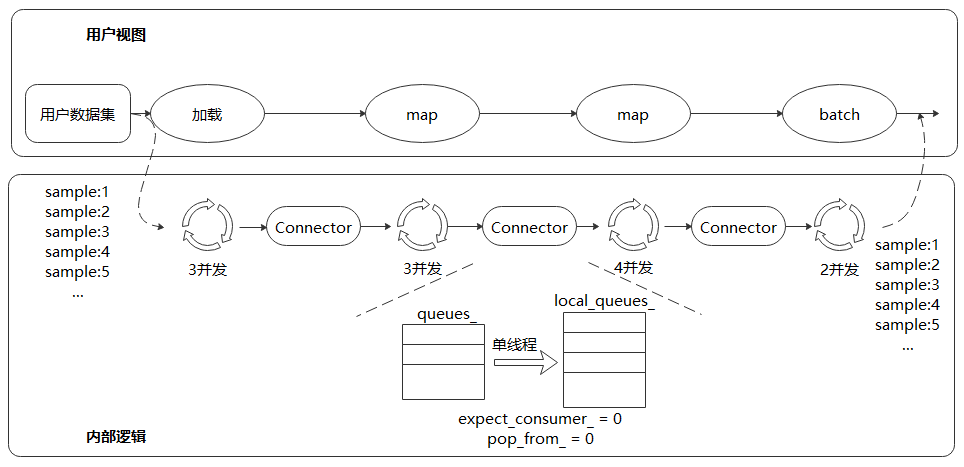 用户视图
用户数据集
加载
map
map
batch
sample:1
sample:2
sample:3
sample:4
sample:5
...
3并发
Connector
3并发
Connector
4并发
Connector
2并发
sample:1
sample:2
sample:3
sample:4
sample:5
...
queues_
单线程
local_queues_
expect_consumer_ = 0
pop_from_ = 0
内部逻辑